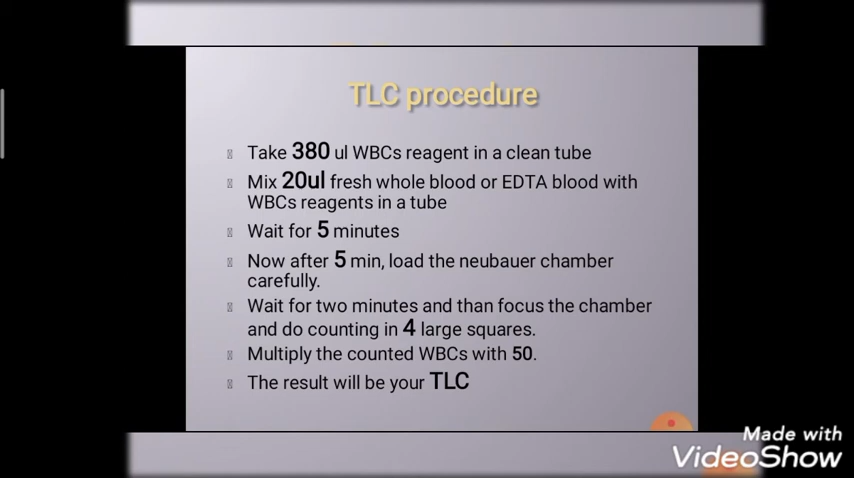 TLC procedure
Take 380 ul WBCs reagent in a clean tube
Mix 20ul fresh whole blood or EDTA blood with
WBCs reagents in a tube
Wait for 5 minutes
Now after 5 min, load the neubauer chamber
carefully.
Wait for two minutes and than focus the chamber
and do counting in 4 large squares.
Multiply the counted WBCs with 50.
The result will be your TLC
Made with
VideoShow